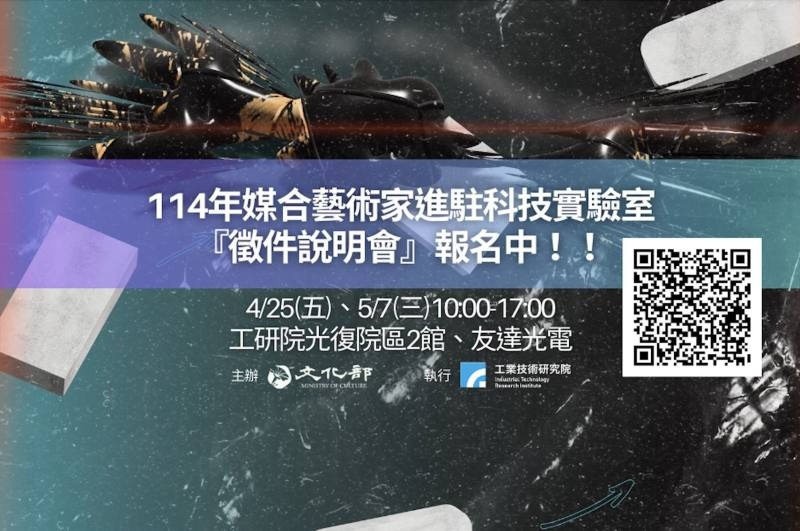 114年媒合藝術家進駐科技實驗室
『徵件說明會』報名中！！
4/25(五)、5/7(三)10:00-17:00
工研院光復院區2館、友達光電
主辦 文化部 MINISTRY OF CULTURE 執行 工業技術研究院 Industrial Technology Research Institute